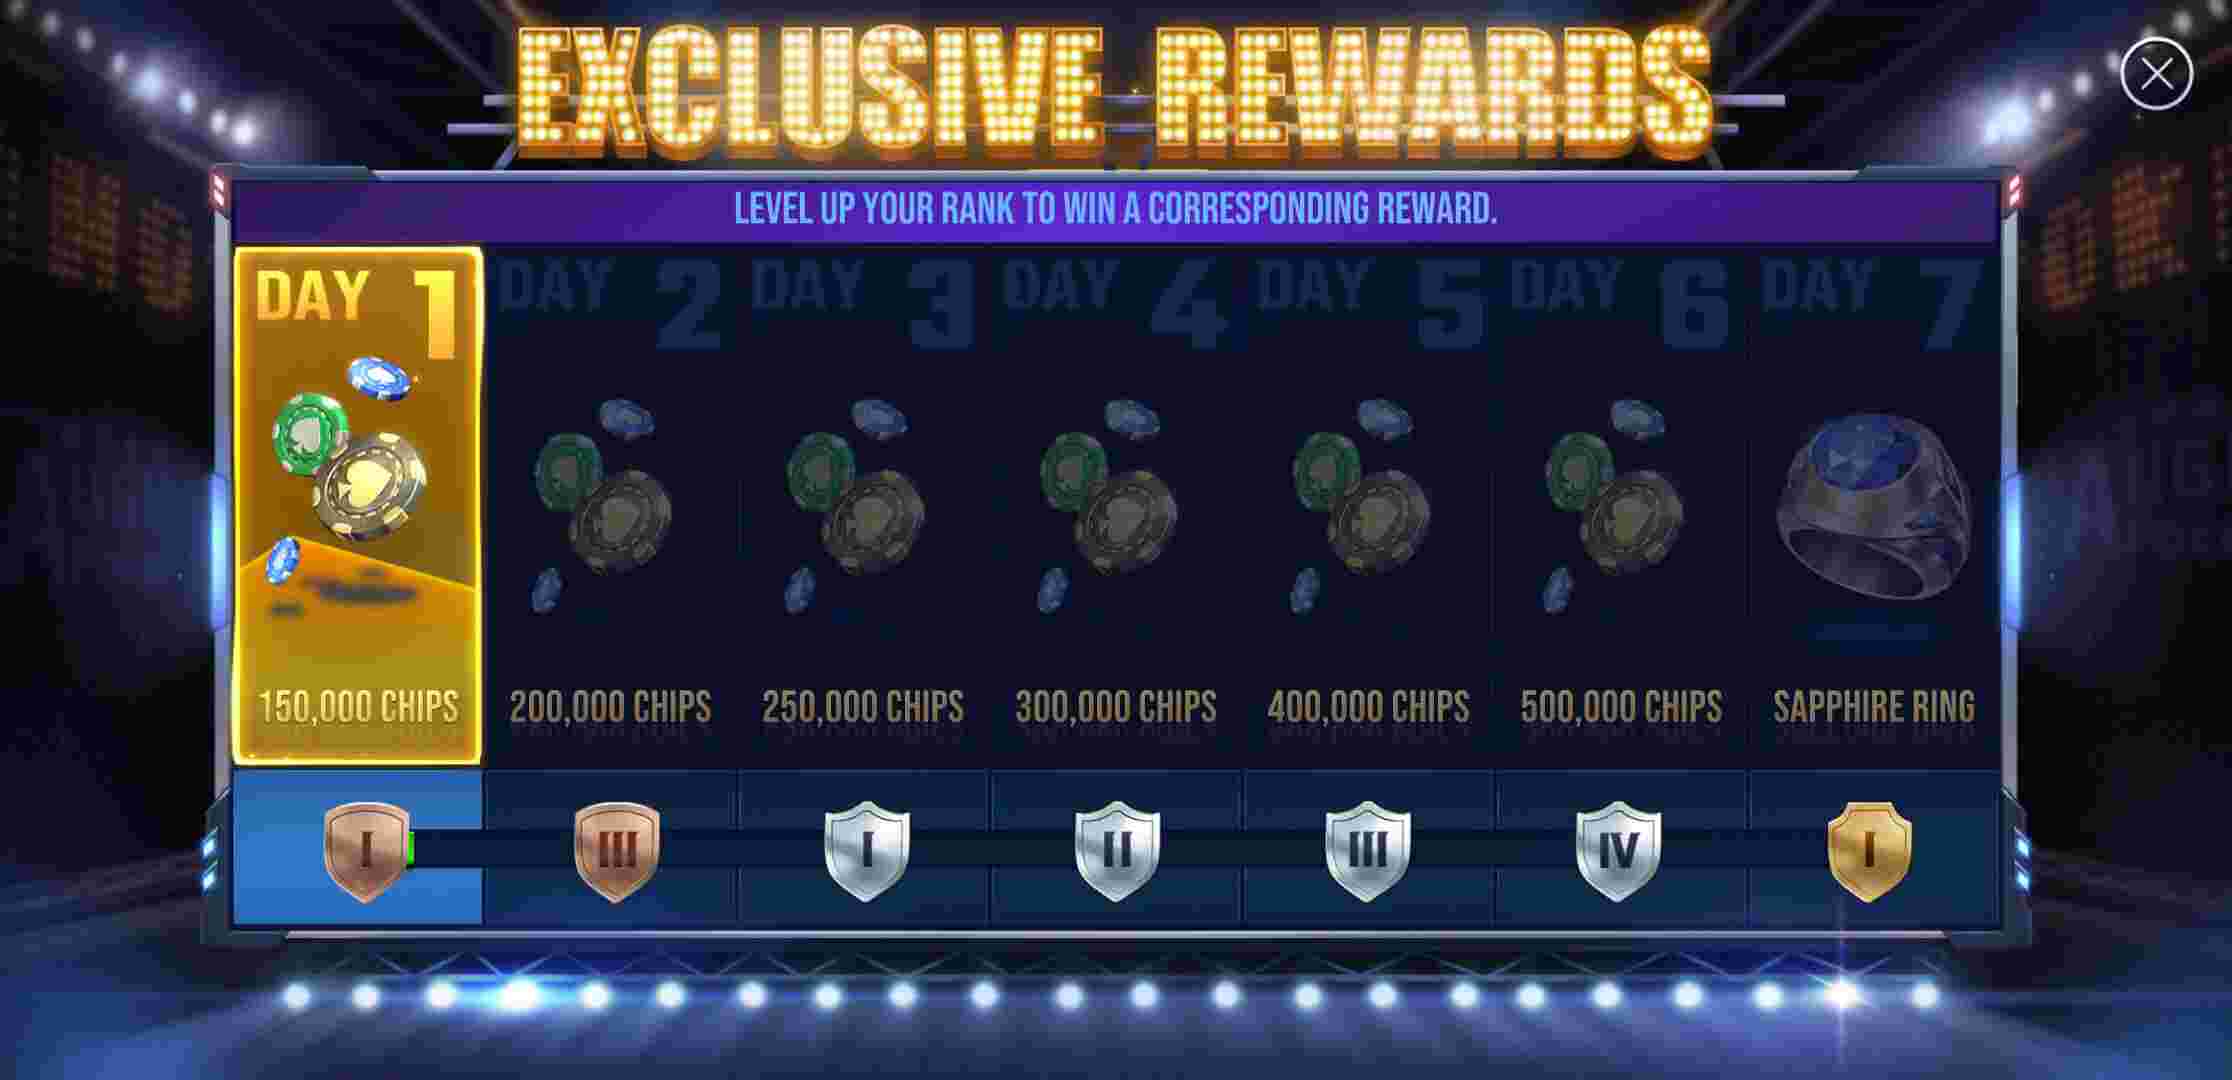 EXCLUSIVE REWARDS
LEVEL UP YOUR RANK TO WIN A CORRESPONDING REWARD.
DAY 1
DAY 2
DAY 3
DAY 4
DAY 5
DAY 6
DAY 7
150,000 CHIPS
200,000 CHIPS
250,000 CHIPS
300,000 CHIPS
400,000 CHIPS
500,000 CHIPS
SAPPHIRE RING
I
III
I
II
III
IV
I